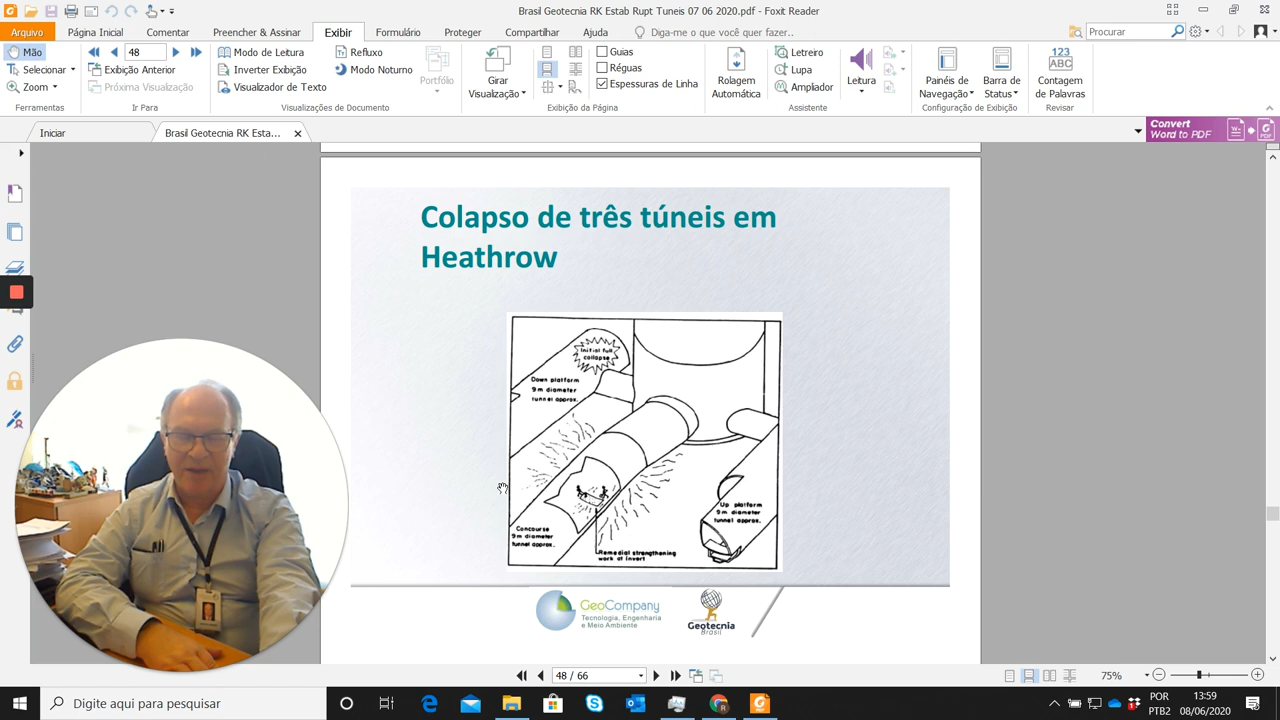 Brasil Geotecnia RK Estab Rupt Tuneis 07 06 2020.pdf - Foxit Reader
Arquivo
Página Inicial
Comentar
Preencher & Assinar
Exibir
Formulário
Proteger
Compartilhar
Ajuda
Diga-me o que você quer fazer..
Procurar
Mão
Selecionar
Zoom
Ferramentas
48
Exibição Anterior
Próxima Visualização
Ir Para
Modo de Leitura
Inverter Exibição
Visualizador de Texto
Refluxo
Modo Noturno
Portfólio
Visualizações de Documento
Girar
Visualização
Guias
Réguas
Espessuras de Linha
Exibição da Página
Rolagem
Automática
Letreiro
Lupa
Ampliador
Assistente
Leitura
Painéis de
Navegação
Barra de
Status
Configuração de Exibição
123
ABC
Contagem
de Palavras
Revisar
Iniciar
Brasil Geotecnia RK Esta...
Convert
Word to PDF
PDF
Colapso de três túneis em
Heathrow
Initial full
collapse
Down platform
9m diameter
tunnel approx.
Concourse
9m diameter
tunnel approx.
Up platform
9m diameter
tunnel approx.
Remedial strengthening
work at invert
GeoCompany
Tecnologia, Engenharia
e Meio Ambiente
Geotecnia
Brasil
48 / 66
75%
Digite aqui para pesquisar
POR
PTB2
13:59
08/06/2020